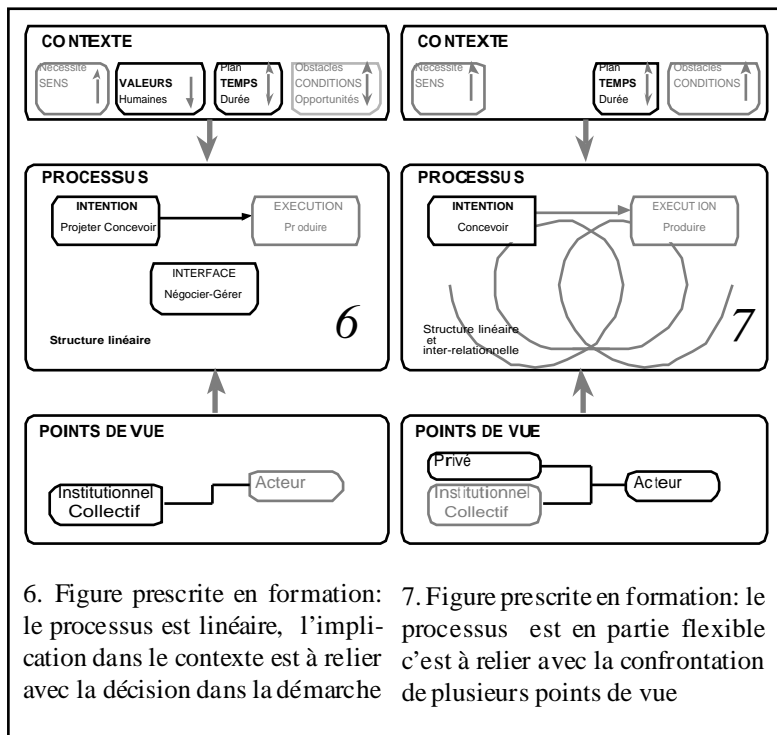 CONTEXTE
Nécessité
SENS
VALEURS
Humaines
Plan
TEMPS
Durée
Obstacles
CONDITIONS
Opportunités
PROCESSUS
INTENTION
Projeter Concevoir
EXECUTION
Produire
INTERFACE
Négocier-Gérer
Structure linéaire
6
POINTS DE VUE
Institutionnel
Collectif
Acteur
CONTEXTE
Nécessité
SENS
Plan
TEMPS
Durée
Obstacles
CONDITIONS
PROCESSUS
INTENTION
Concevoir
EXECUTION
Produire
Structure linéaire
et
inter-relationnelle
7
POINTS DE VUE
Privé
Institutionnel
Collectif
Acteur
6. Figure prescrite en formation:
le processus est linéaire, l'impli-
cation dans le contexte est à relier
avec la décision dans la démarche
7. Figure prescrite en formation: le
processus est en partie flexible
c'est à relier avec la confrontation
de plusieurs points de vue